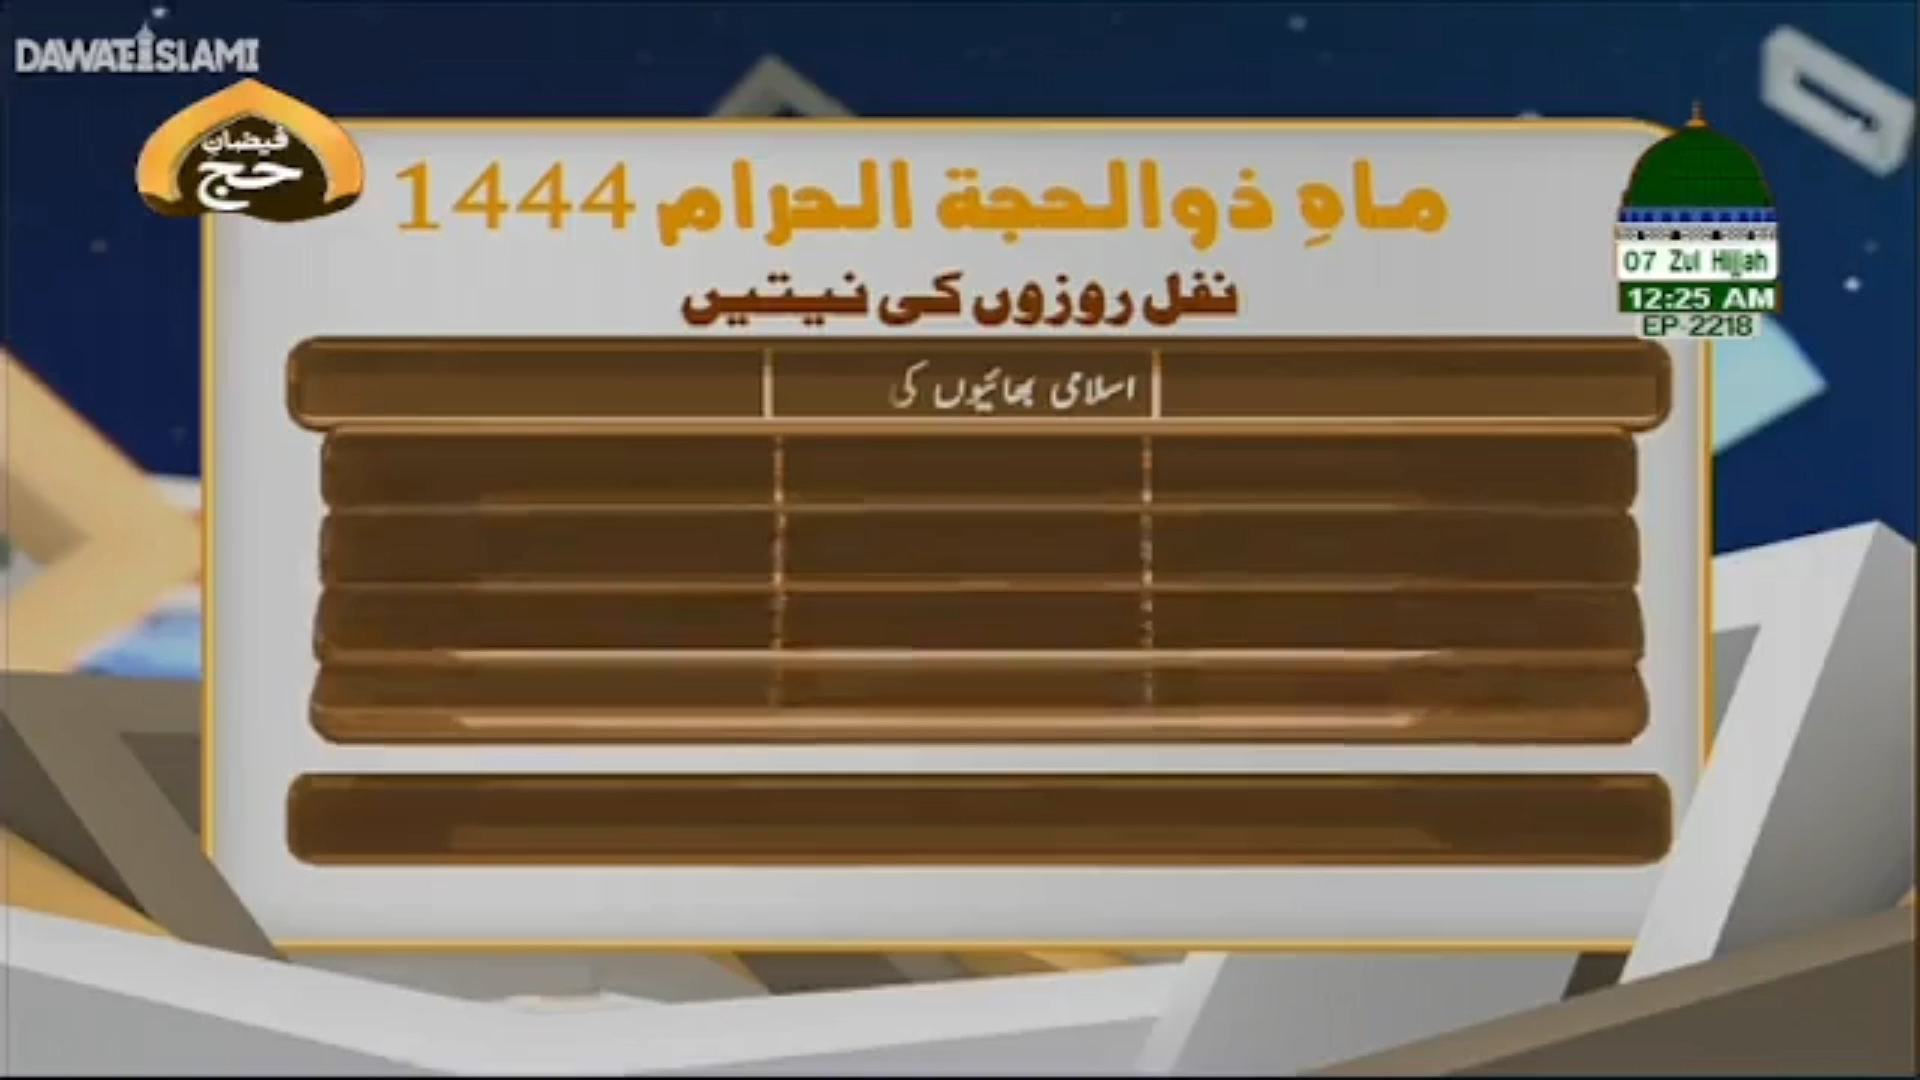 DAWATEISLAMI
فیضانِ
حج
ماہِ ذوالحجۃ الحرام 1444
نفل روزوں کی نیتیں
07 Zul Hijjah
12:25 AM
EP-2218
اسلامی بھائیوں کی